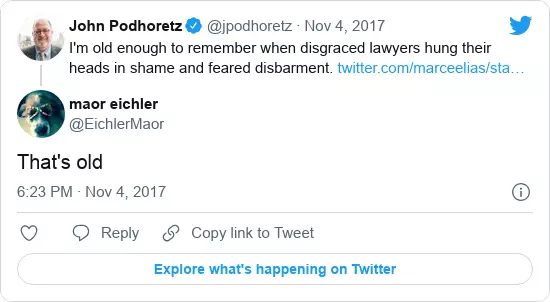 John Podhoretz @jpodhoretz · Nov 4, 2017
I'm old enough to remember when disgraced lawyers hung their
heads in shame and feared disbarment. twitter.com/marceelias/sta…
maor eichler
@EichlerMaor
That's old
6:23 PM · Nov 4, 2017
Reply Copy link to Tweet
Explore what's happening on Twitter